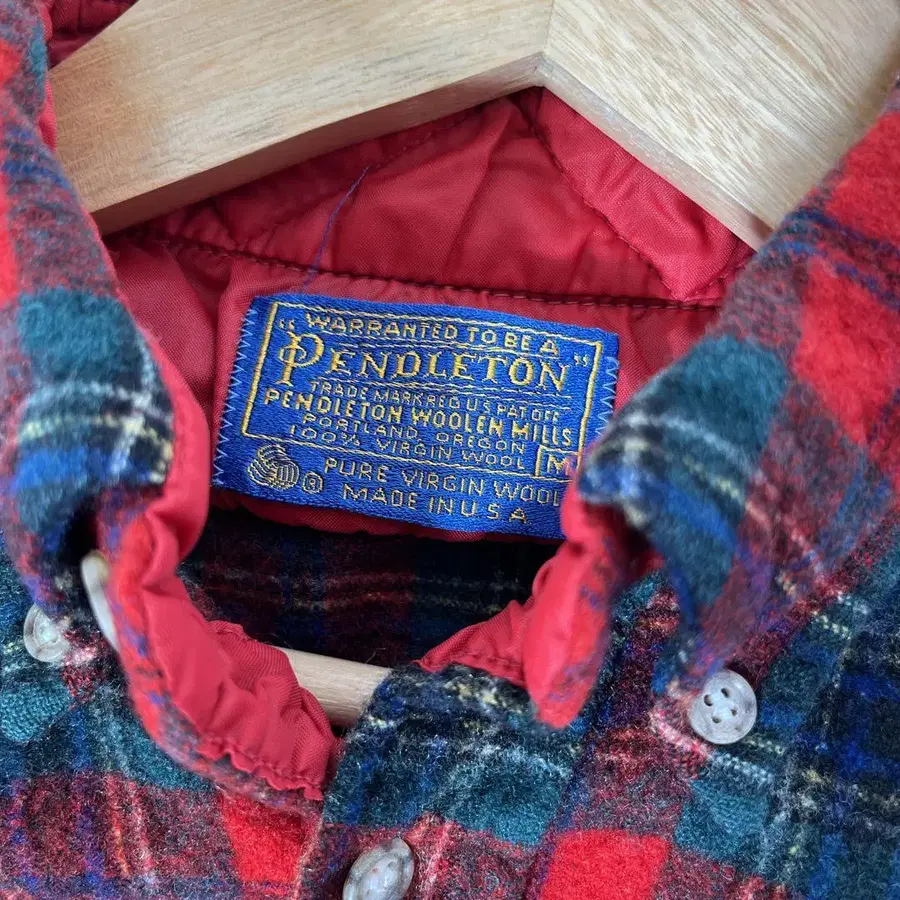 "WARRANTED TO BE A
PENDLETON"
TRADE MARK REG U.S. PAT OFF.
PENDLETON WOOLEN MILLS
PORTLAND, OREGON
100% VIRGIN WOOL M
® PURE VIRGIN WOOL
MADE IN U S A